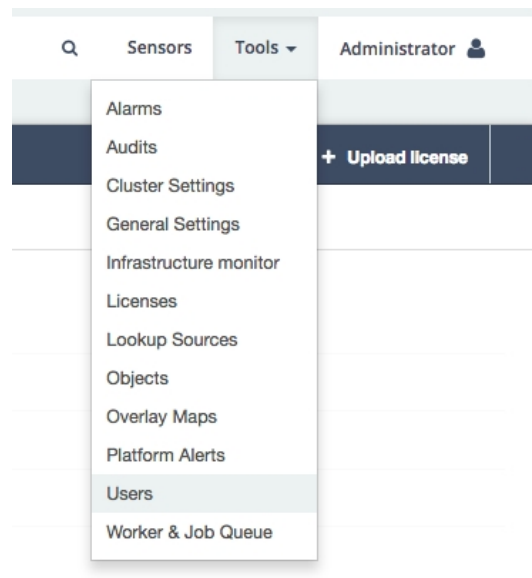 Sensors Tools Administrator
Alarms
Audits
+ Upload license
Cluster Settings
General Settings
Infrastructure monitor
Licenses
Lookup Sources
Objects
Overlay Maps
Platform Alerts
Users
Worker & Job Queue